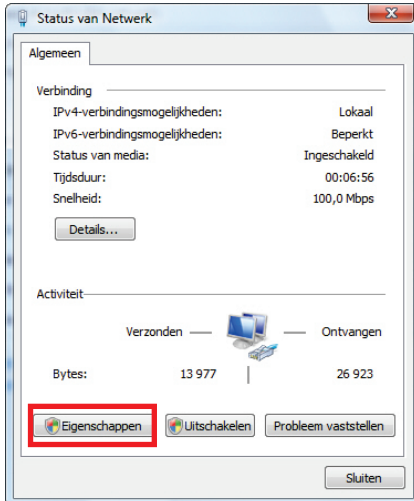 Status van Netwerk
Algemeen
Verbinding
IPv4-verbindingsmogelijkheden: Lokaal
IPv6-verbindingsmogelijkheden: Beperkt
Status van media: Ingeschakeld
Tijdsduur: 00:06:56
Snelheid: 100,0 Mbps
Details...
Activiteit
Verzonden — — Ontvangen
Bytes: 13 977 | 26 923
Eigenschappen Uitschakelen Probleem vaststellen
Sluiten